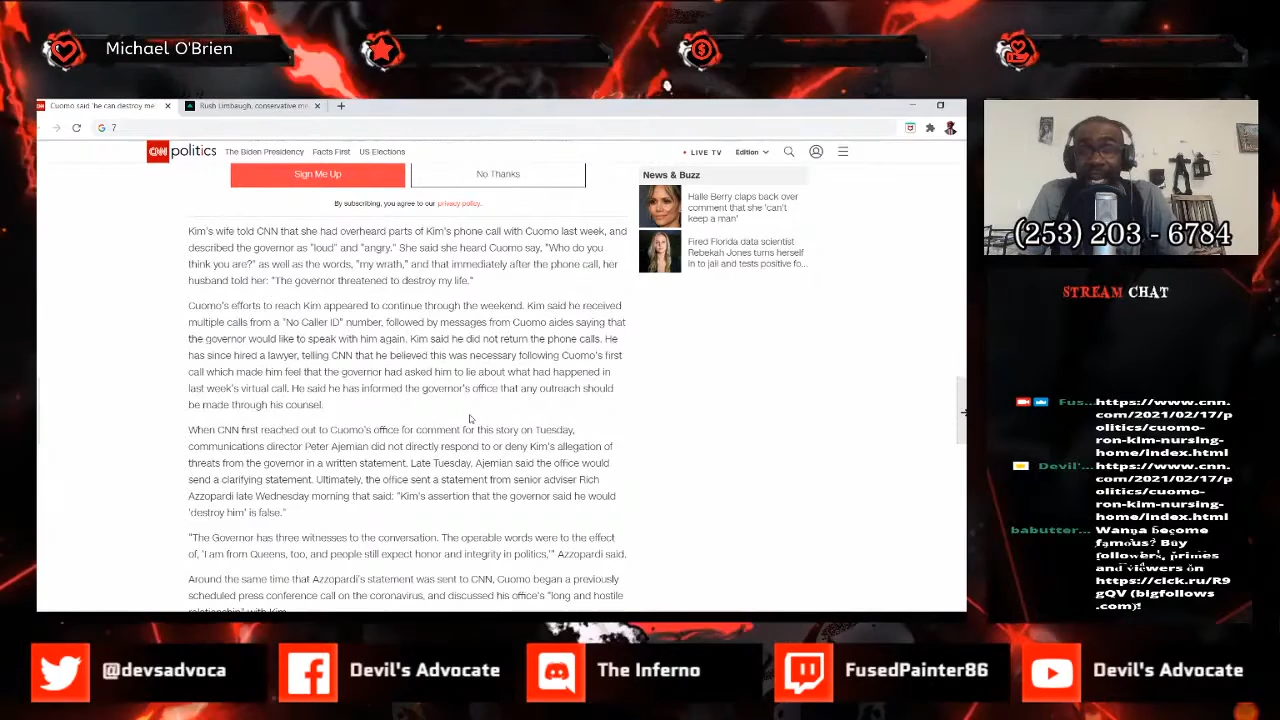 Michael O'Brien
Cuomo said 'he can destroy me
Rush Limbaugh, conservative me
7
CNN politics The Biden Presidency Facts First US Elections
LIVE TV Edition
Sign Me Up
No Thanks
By subscribing, you agree to our privacy policy.
Kim's wife told CNN that she had overheard parts of Kim's phone call with Cuomo last week, and
described the governor as "loud" and "angry." She said she heard Cuomo say, "Who do you
think you are?" as well as the words, "my wrath," and that immediately after the phone call, her
husband told her: "The governor threatened to destroy my life."
Cuomo's efforts to reach Kim appeared to continue through the weekend. Kim said he received
multiple calls from a "No Caller ID" number, followed by messages from Cuomo aides saying that
the governor would like to speak with him again. Kim said he did not return the phone calls. He
has since hired a lawyer, telling CNN that he believed this was necessary following Cuomo's first
call which made him feel that the governor had asked him to lie about what had happened in
last week's virtual call. He said he has informed the governor's office that any outreach should
be made through his counsel.
When CNN first reached out to Cuomo's office for comment for this story on Tuesday,
communications director Peter Ajemian did not directly respond to or deny Kim's allegation of
threats from the governor in a written statement. Late Tuesday, Ajemian said the office would
send a clarifying statement. Ultimately, the office sent a statement from senior adviser Rich
Azzopardi late Wednesday morning that said: "Kim's assertion that the governor said he would
'destroy him' is false."
"The Governor has three witnesses to the conversation. The operable words were to the effect
of, 'I am from Queens, too, and people still expect honor and integrity in politics,'" Azzopardi said.
Around the same time that Azzopardi's statement was sent to CNN, Cuomo began a previously
scheduled press conference call on the coronavirus, and discussed his office's "long and hostile
relationship" with Kim.
News & Buzz
Halle Berry claps back over
comment that she 'can't
keep a man'
Fired Florida data scientist
Rebekah Jones turns herself
in to jail and tests positive fo...
(253) 203 - 6784
STREAM CHAT
Fus... https://www.cnn.
com/2021/02/17/p
olitics/cuomo-
ron-kim-nursing-
home/index.html
Devil'... https://www.cnn.
com/2021/02/17/p
olitics/cuomo-
ron-kim-nursing-
home/index.html
babutter... Wanna become
famous? Buy
followers, primes
and viewers on
https://clck.ru/R9
gQV (bigfollows
.com)!
@devsadvoca
Devil's Advocate
The Inferno
FusedPainter86
Devil's Advocate